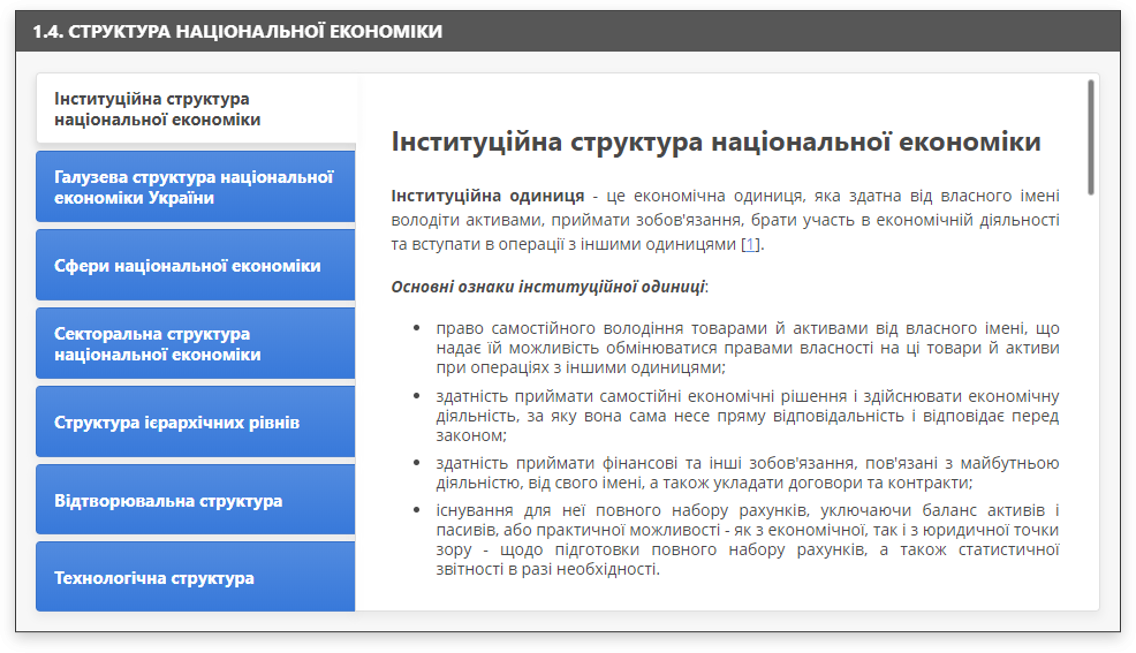 1.4. СТРУКТУРА НАЦІОНАЛЬНОЇ ЕКОНОМІКИ
Інституційна структура
національної економіки
Галузева структура національної
економіки України
Сфери національної економіки
Секторальна структура
національної економіки
Структура ієрархічних рівнів
Відтворювальна структура
Технологічна структура
Інституційна структура національної економіки
Інституційна одиниця - це економічна одиниця, яка здатна від власного імені
володіти активами, приймати зобов'язання, брати участь в економічній діяльності
та вступати в операції з іншими одиницями [1].
Основні ознаки інституційної одиниці:
• право самостійного володіння товарами й активами від власного імені, що
надає їй можливість обмінюватися правами власності на ці товари й активи
при операціях з іншими одиницями;
• здатність приймати самостійні економічні рішення і здійснювати економічну
діяльність, за яку вона сама несе пряму відповідальність і відповідає перед
законом;
• здатність приймати фінансові та інші зобов'язання, пов'язані з майбутньою
діяльністю, від свого імені, а також укладати договори та контракти;
• існування для неї повного набору рахунків, уключаючи баланс активів і
пасивів, або практичної можливості - як з економічної, так і з юридичної точки
зору - щодо підготовки повного набору рахунків, а також статистичної
звітності в разі необхідності.